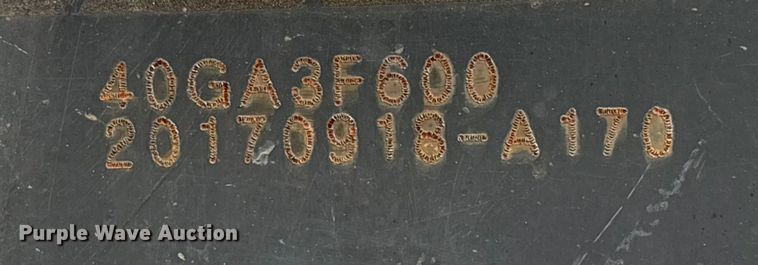 40GA3F600
20170918-A170
Purple Wave Auction